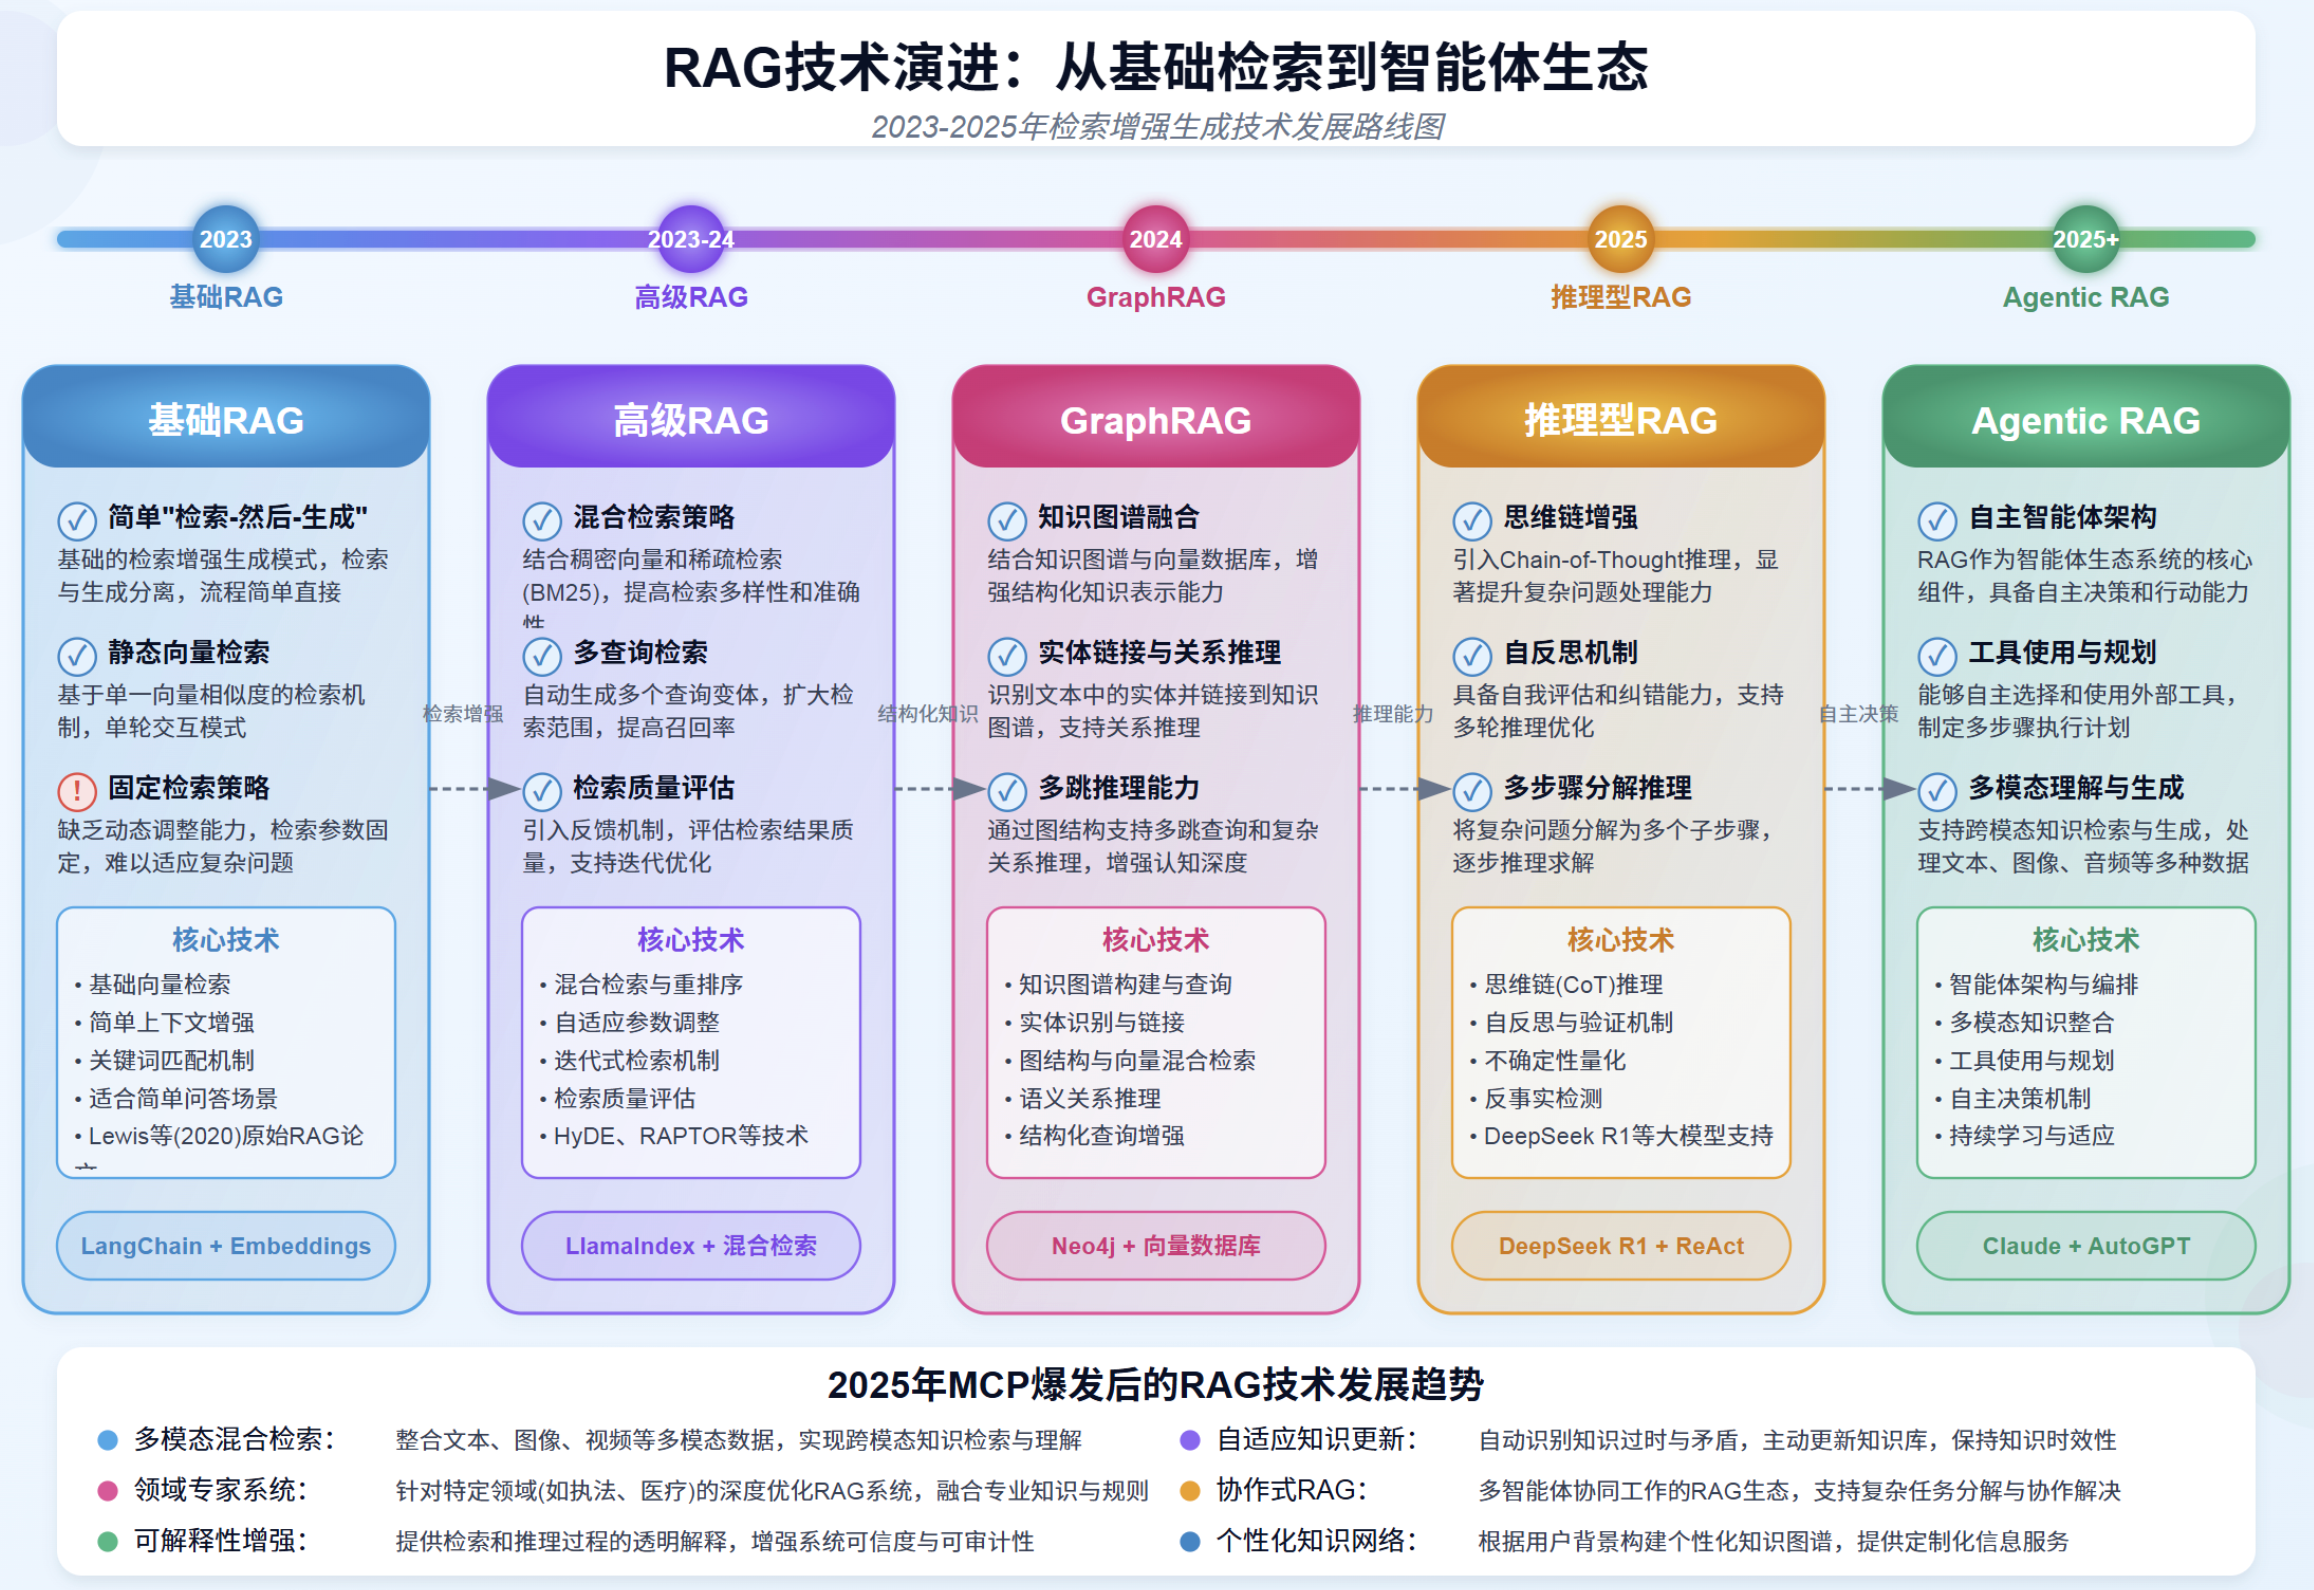 RAG技术演进：从基础检索到智能体生态
2023-2025年检索增强生成技术发展路线图
2023
2023-24
2024
2025
2025+
基础RAG
高级RAG
GraphRAG
推理型RAG
Agentic RAG
基础RAG
简单"检索-然后-生成"
基础的检索增强生成模式，检索
与生成分离，流程简单直接
静态向量检索
基于单一向量相似度的检索机
制，单轮交互模式
!
固定检索策略
缺乏动态调整能力，检索参数固
定，难以适应复杂问题
核心技术
• 基础向量检索
• 简单上下文增强
• 关键词匹配机制
• 适合简单问答场景
• Lewis等(2020)原始RAG论
LangChain + Embeddings
检索增强
高级RAG
混合检索策略
结合稠密向量和稀疏检索
(BM25)，提高检索多样性和准确
性
多查询检索
自动生成多个查询变体，扩大检
索范围，提高召回率
检索质量评估
引入反馈机制，评估检索结果质
量，支持迭代优化
核心技术
• 混合检索与重排序
• 自适应参数调整
• 迭代式检索机制
• 检索质量评估
• HyDE、RAPTOR等技术
LlamaIndex + 混合检索
结构化知识
GraphRAG
知识图谱融合
结合知识图谱与向量数据库，增
强结构化知识表示能力
实体链接与关系推理
识别文本中的实体并链接到知识
图谱，支持关系推理
多跳推理能力
通过图结构支持多跳查询和复杂
关系推理，增强认知深度
核心技术
• 知识图谱构建与查询
• 实体识别与链接
• 图结构与向量混合检索
• 语义关系推理
• 结构化查询增强
Neo4j + 向量数据库
推理能力
推理型RAG
思维链增强
引入Chain-of-Thought推理，显
著提升复杂问题处理能力
自反思机制
具备自我评估和纠错能力，支持
多轮推理优化
多步骤分解推理
将复杂问题分解为多个子步骤，
逐步推理求解
核心技术
• 思维链(CoT)推理
• 自反思与验证机制
• 不确定性量化
• 反事实检测
• DeepSeek R1等大模型支持
DeepSeek R1 + ReAct
自主决策
Agentic RAG
自主智能体架构
RAG作为智能体生态系统的核心
组件，具备自主决策和行动能力
工具使用与规划
能够自主选择和使用外部工具，
制定多步骤执行计划
多模态理解与生成
支持跨模态知识检索与生成，处
理文本、图像、音频等多种数据
核心技术
• 智能体架构与编排
• 多模态知识整合
• 工具使用与规划
• 自主决策机制
• 持续学习与适应
Claude + AutoGPT
2025年MCP爆发后的RAG技术发展趋势
多模态混合检索： 整合文本、图像、视频等多模态数据，实现跨模态知识检索与理解
自适应知识更新： 自动识别知识过时与矛盾，主动更新知识库，保持知识时效性
领域专家系统： 针对特定领域(如执法、医疗)的深度优化RAG系统，融合专业知识与规则
协作式RAG： 多智能体协同工作的RAG生态，支持复杂任务分解与协作解决
可解释性增强： 提供检索和推理过程的透明解释，增强系统可信度与可审计性
个性化知识网络： 根据用户背景构建个性化知识图谱，提供定制化信息服务